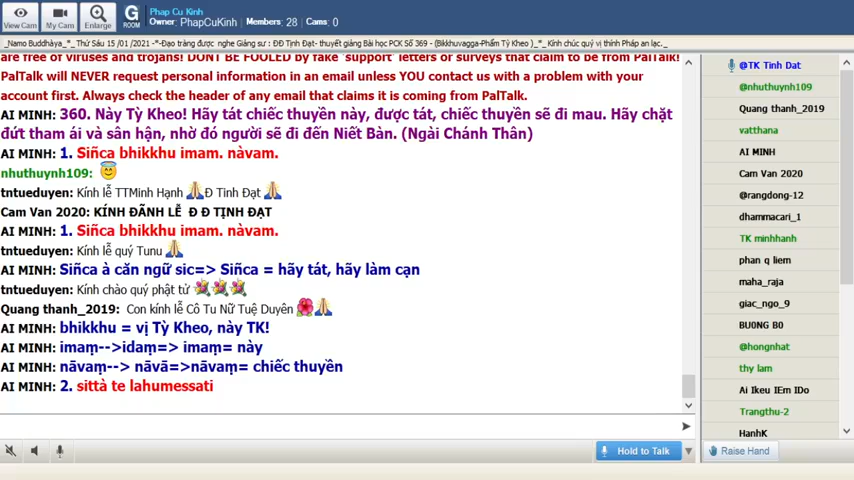 Phap Cu Kinh
Owner: PhapCuKinh | Members: 28 | Cams: 0
View Cam
My Cam
Enlarge
G
ROOM
_Namo Buddhàya_*_ Thứ Sáu 15 /01 /2021 -*-Đạo tràng được nghe Giảng sư : ĐĐ Tịnh Đạt- thuyết giảng Bài học PCK Số 369 - (Bikkhuvagga-Phẩm Tỳ Kheo )_*_Kính chúc quý vị thính Pháp an lạc._
are free of viruses and trojans! DONT BE FOOLED by fake 'support' letters or surveys that claim to be from PalTalk!
PalTalk will NEVER request personal information in an email unless YOU contact us with a problem with your
account first. Always check the header of any email that claims it is coming from PalTalk.
AI MINH: 360. Này Tỳ Kheo! Hãy tát chiếc thuyền này, được tát, chiếc thuyền sẽ đi mau. Hãy chặt
đứt tham ái và sân hận, nhờ đó người sẽ đi đến Niết Bàn. (Ngài Chánh Thân)
AI MINH: 1. Siñca bhikkhu imam. nàvam.
nhuthuynh109:
tntueduyen: Kính lễ TTMinh Hạnh Đ Tinh Đạt
Cam Van 2020: KÍNH ĐÃNH LỄ Đ Đ TỊNH ĐẠT
AI MINH: 1. Siñca bhikkhu imam. nàvam.
tntueduyen: Kính lễ quý Tunu
AI MINH: Siñca à căn ngữ sic=> Siñca = hãy tát, hãy làm cạn
tntueduyen: Kính chào quý phật tử
Quang thanh_2019: Con kính lễ Cô Tu Nữ Tuệ Duyên
AI MINH: bhikkhu = vị Tỳ Kheo, này TK!
AI MINH: imaṃ-->idaṃ=> imaṃ= này
AI MINH: nāvaṃ--> nāvā=>nāvaṃ= chiếc thuyền
AI MINH: 2. sittà te lahumessati
@TK Tinh Dat
@nhuthuynh109
Quang thanh_2019
vatthana
AI MINH
Cam Van 2020
@rangdong-12
dhammacari_1
TK minhhanh
phan q liem
maha_raja
giac_ngo_9
BU0NG B0
@hongnhat
thy lam
Ai lkeu IEm IDo
Trangthu-2
HanhK
Hold to Talk
Raise Hand